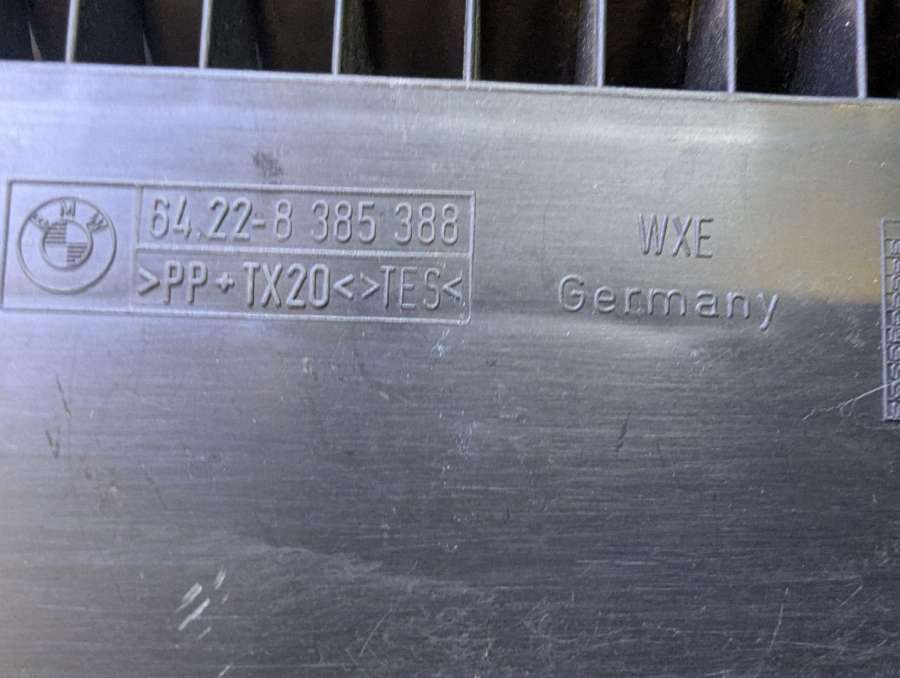 BMW
64.22-8 385 388
>PP+TX20<>TES<
WXE
Germany